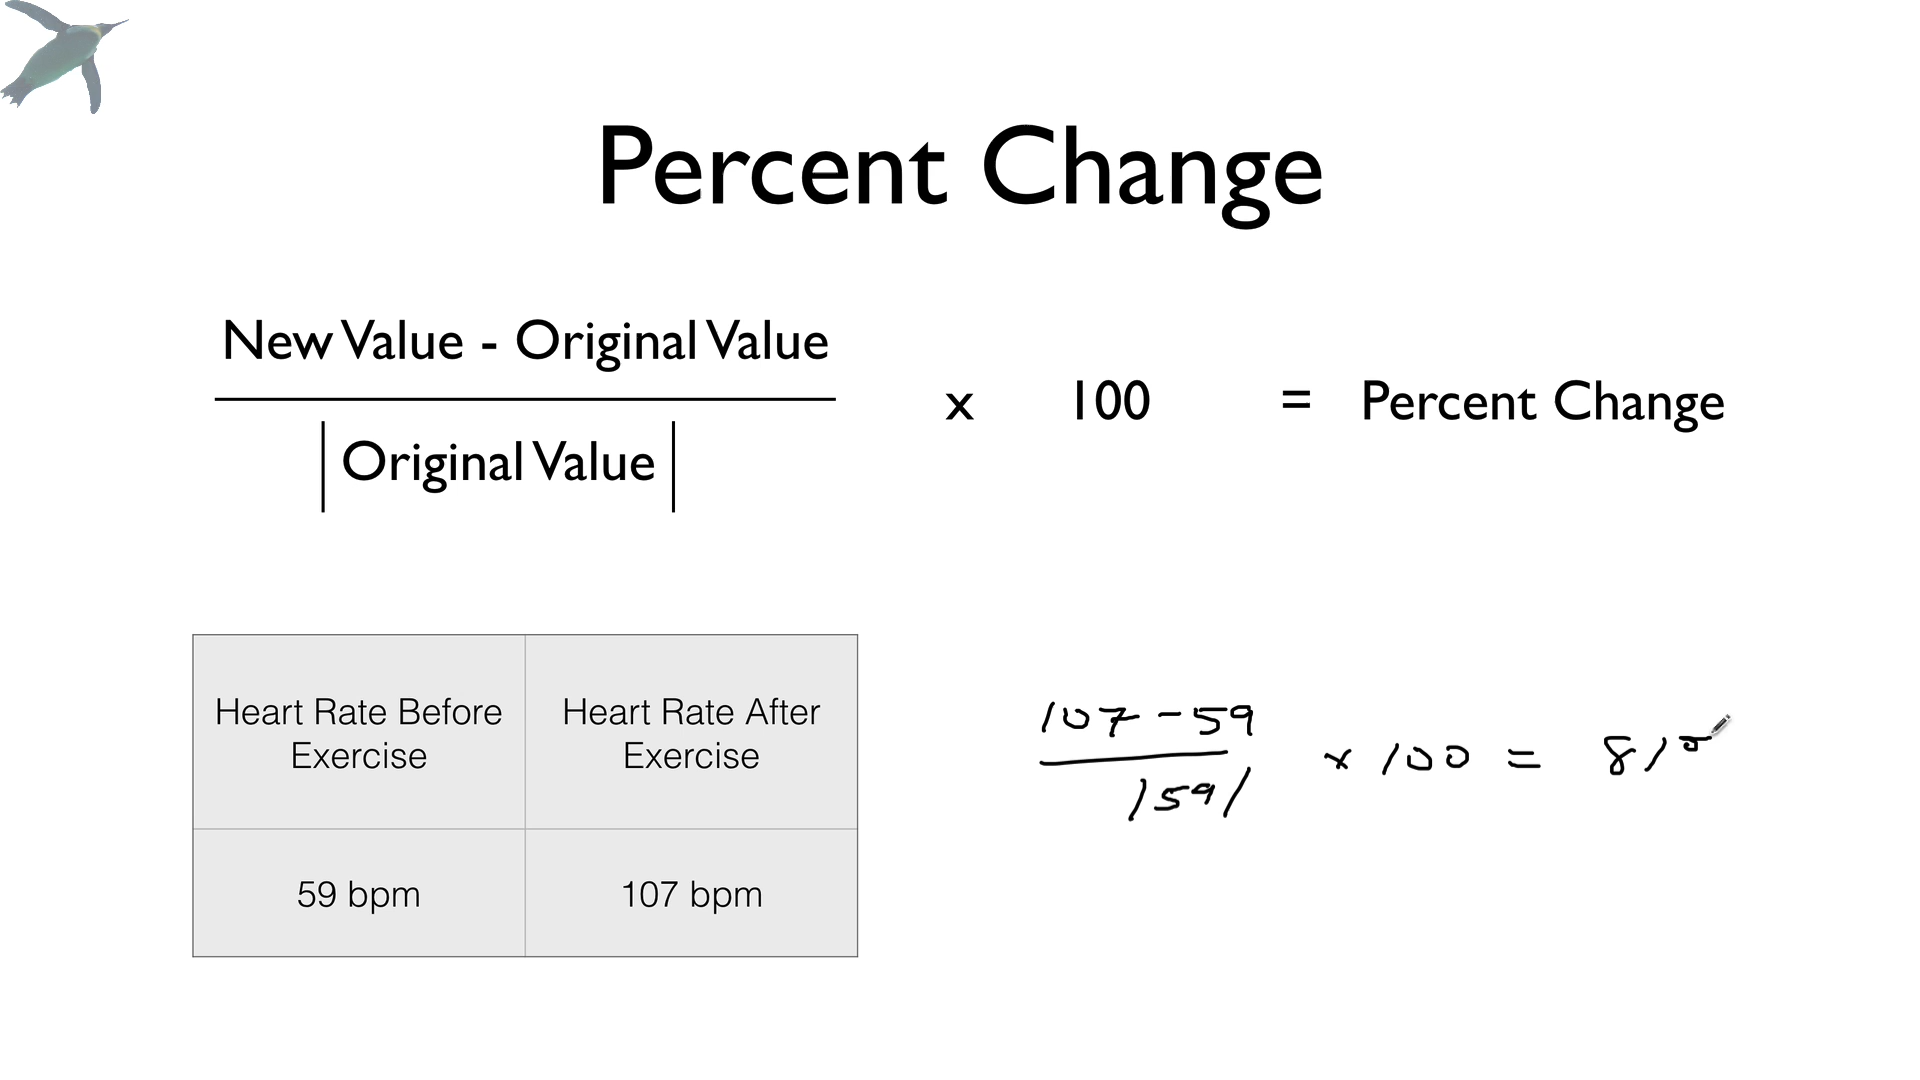 Percent Change
New Value - Original Value
| Original Value |
x 100 = Percent Change
Heart Rate Before Exercise
Heart Rate After Exercise
59 bpm
107 bpm
107 - 59
|59|
x 100 = 81